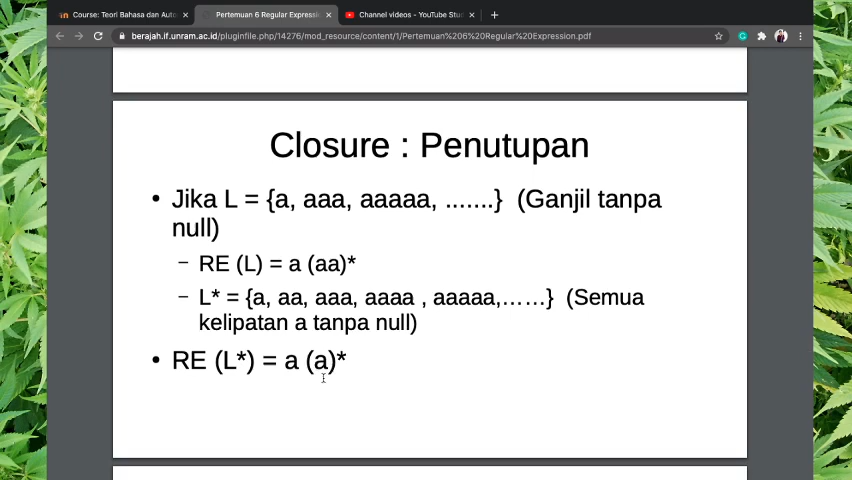 Course: Teori Bahasa dan Auto
Pertemuan 6 Regular Expressi
Channel videos - YouTube Stud
berajah.if.unram.ac.id/pluginfile.php/14276/mod_resource/content/1/Pertemuan%206%20Regular%20Expression.pdf
Closure : Penutupan
• Jika L = {a, aaa, aaaaa, .......} (Ganjil tanpa
null)
– RE (L) = a (aa)*
– L* = {a, aa, aaa, aaaa , aaaaa,……} (Semua
kelipatan a tanpa null)
• RE (L*) = a (a)*